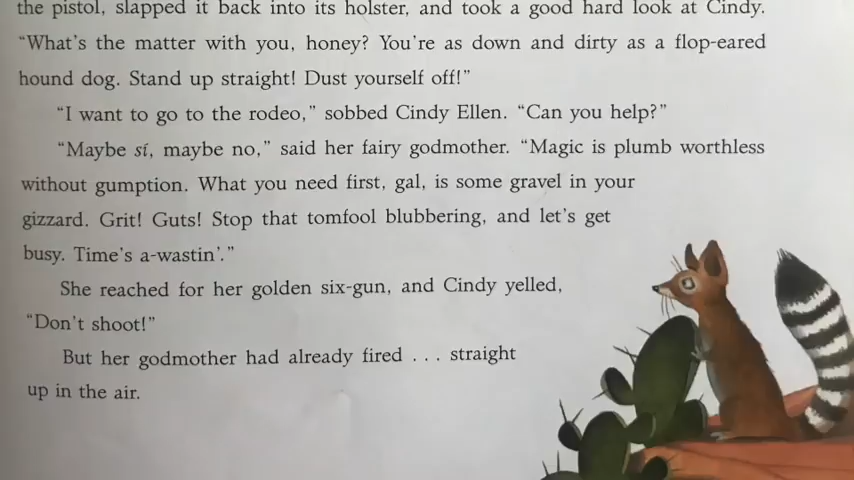 the pistol, slapped it back into its holster, and took a good hard look at Cindy.
“What’s the matter with you, honey? You’re as down and dirty as a flop-eared
hound dog. Stand up straight! Dust yourself off!”
“I want to go to the rodeo,” sobbed Cindy Ellen. “Can you help?”
“Maybe sí, maybe no,” said her fairy godmother. “Magic is plumb worthless
without gumption. What you need first, gal, is some gravel in your
gizzard. Grit! Guts! Stop that tomfool blubbering, and let’s get
busy. Time’s a-wastin’.”
She reached for her golden six-gun, and Cindy yelled,
“Don’t shoot!”
But her godmother had already fired . . . straight
up in the air.